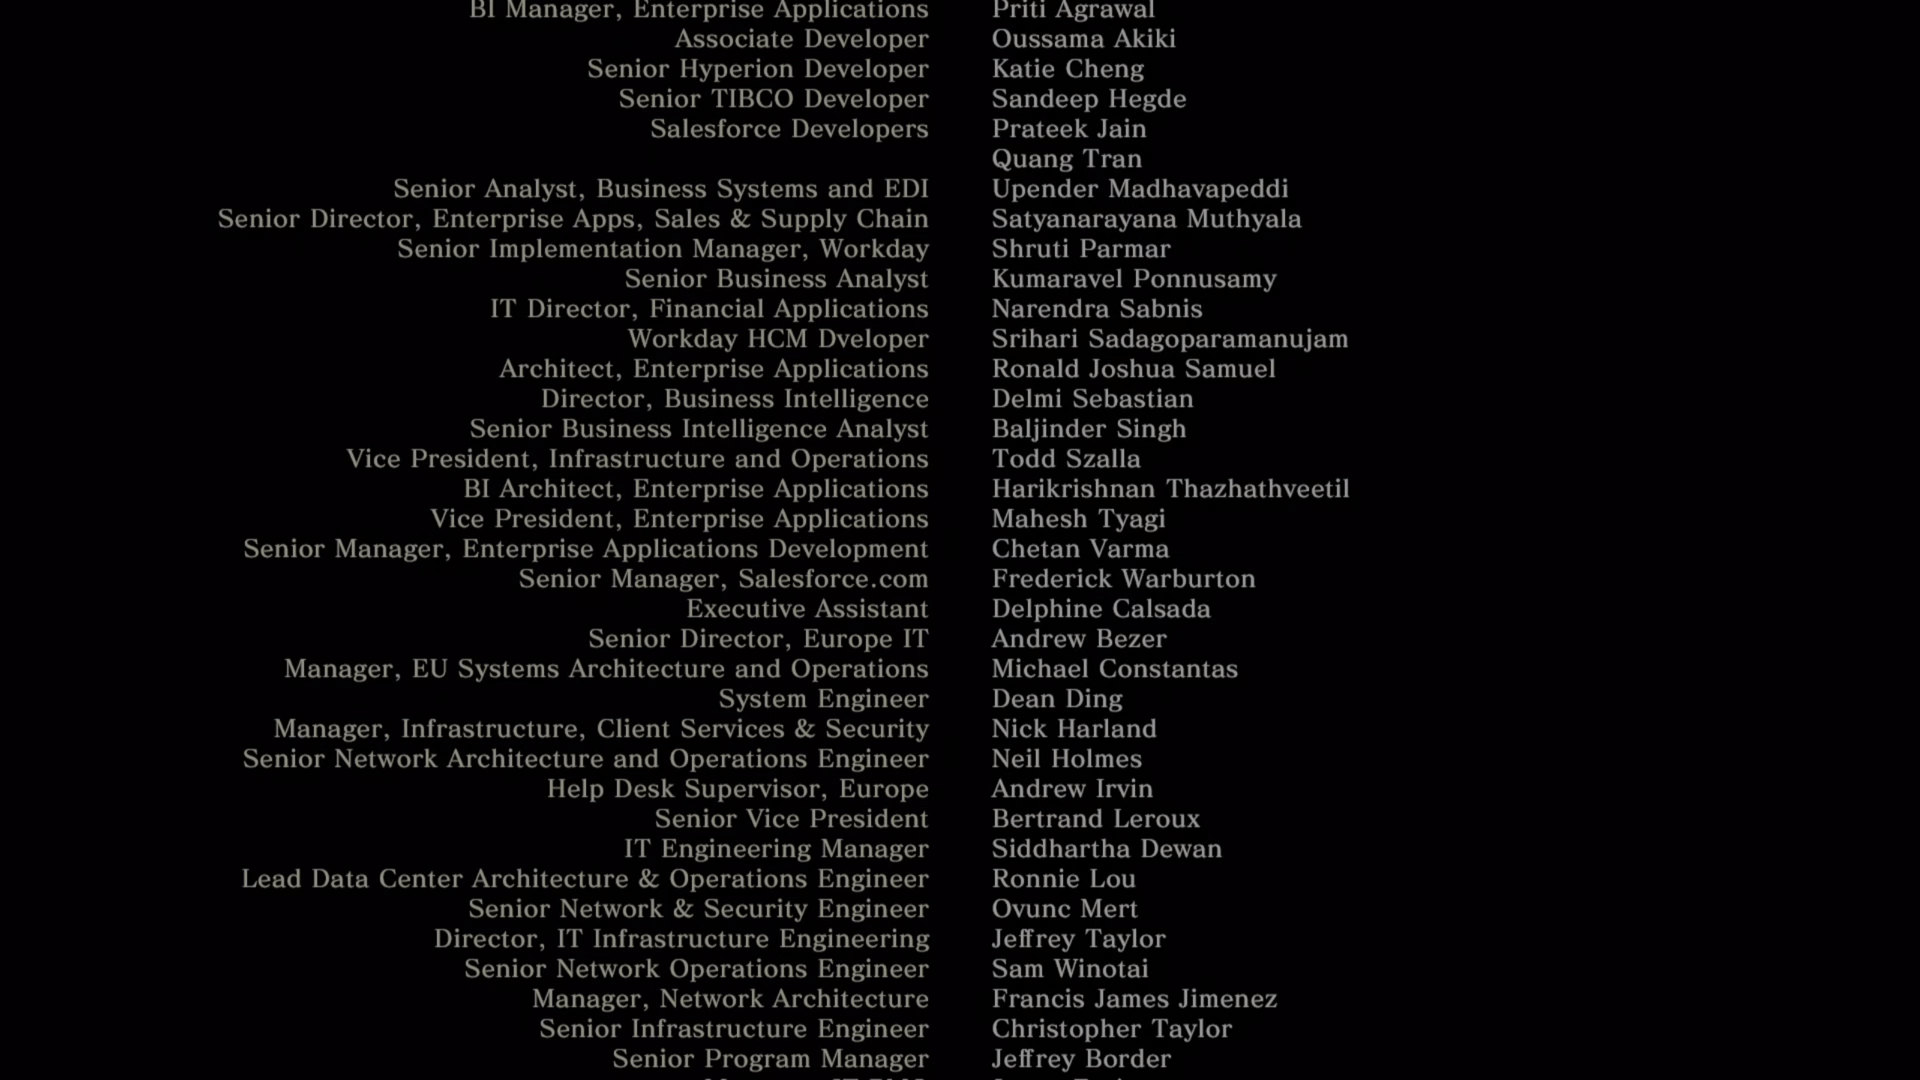 BI Manager, Enterprise Applications Priti Agrawal
Associate Developer Oussama Akiki
Senior Hyperion Developer Katie Cheng
Senior TIBCO Developer Sandeep Hegde
Salesforce Developers Prateek Jain
Quang Tran
Senior Analyst, Business Systems and EDI Upender Madhavapeddi
Senior Director, Enterprise Apps, Sales & Supply Chain Satyanarayana Muthyala
Senior Implementation Manager, Workday Shruti Parmar
Senior Business Analyst Kumaravel Ponnusamy
IT Director, Financial Applications Narendra Sabnis
Workday HCM Dveloper Srihari Sadagoparamanujam
Architect, Enterprise Applications Ronald Joshua Samuel
Director, Business Intelligence Delmi Sebastian
Senior Business Intelligence Analyst Baljinder Singh
Vice President, Infrastructure and Operations Todd Szalla
BI Architect, Enterprise Applications Harikrishnan Thazhathveetil
Vice President, Enterprise Applications Mahesh Tyagi
Senior Manager, Enterprise Applications Development Chetan Varma
Senior Manager, Salesforce.com Frederick Warburton
Executive Assistant Delphine Calsada
Senior Director, Europe IT Andrew Bezer
Manager, EU Systems Architecture and Operations Michael Constantas
System Engineer Dean Ding
Manager, Infrastructure, Client Services & Security Nick Harland
Senior Network Architecture and Operations Engineer Neil Holmes
Help Desk Supervisor, Europe Andrew Irvin
Senior Vice President Bertrand Leroux
IT Engineering Manager Siddhartha Dewan
Lead Data Center Architecture & Operations Engineer Ronnie Lou
Senior Network & Security Engineer Ovunc Mert
Director, IT Infrastructure Engineering Jeffrey Taylor
Senior Network Operations Engineer Sam Winotai
Manager, Network Architecture Francis James Jimenez
Senior Infrastructure Engineer Christopher Taylor
Senior Program Manager Jeffrey Border